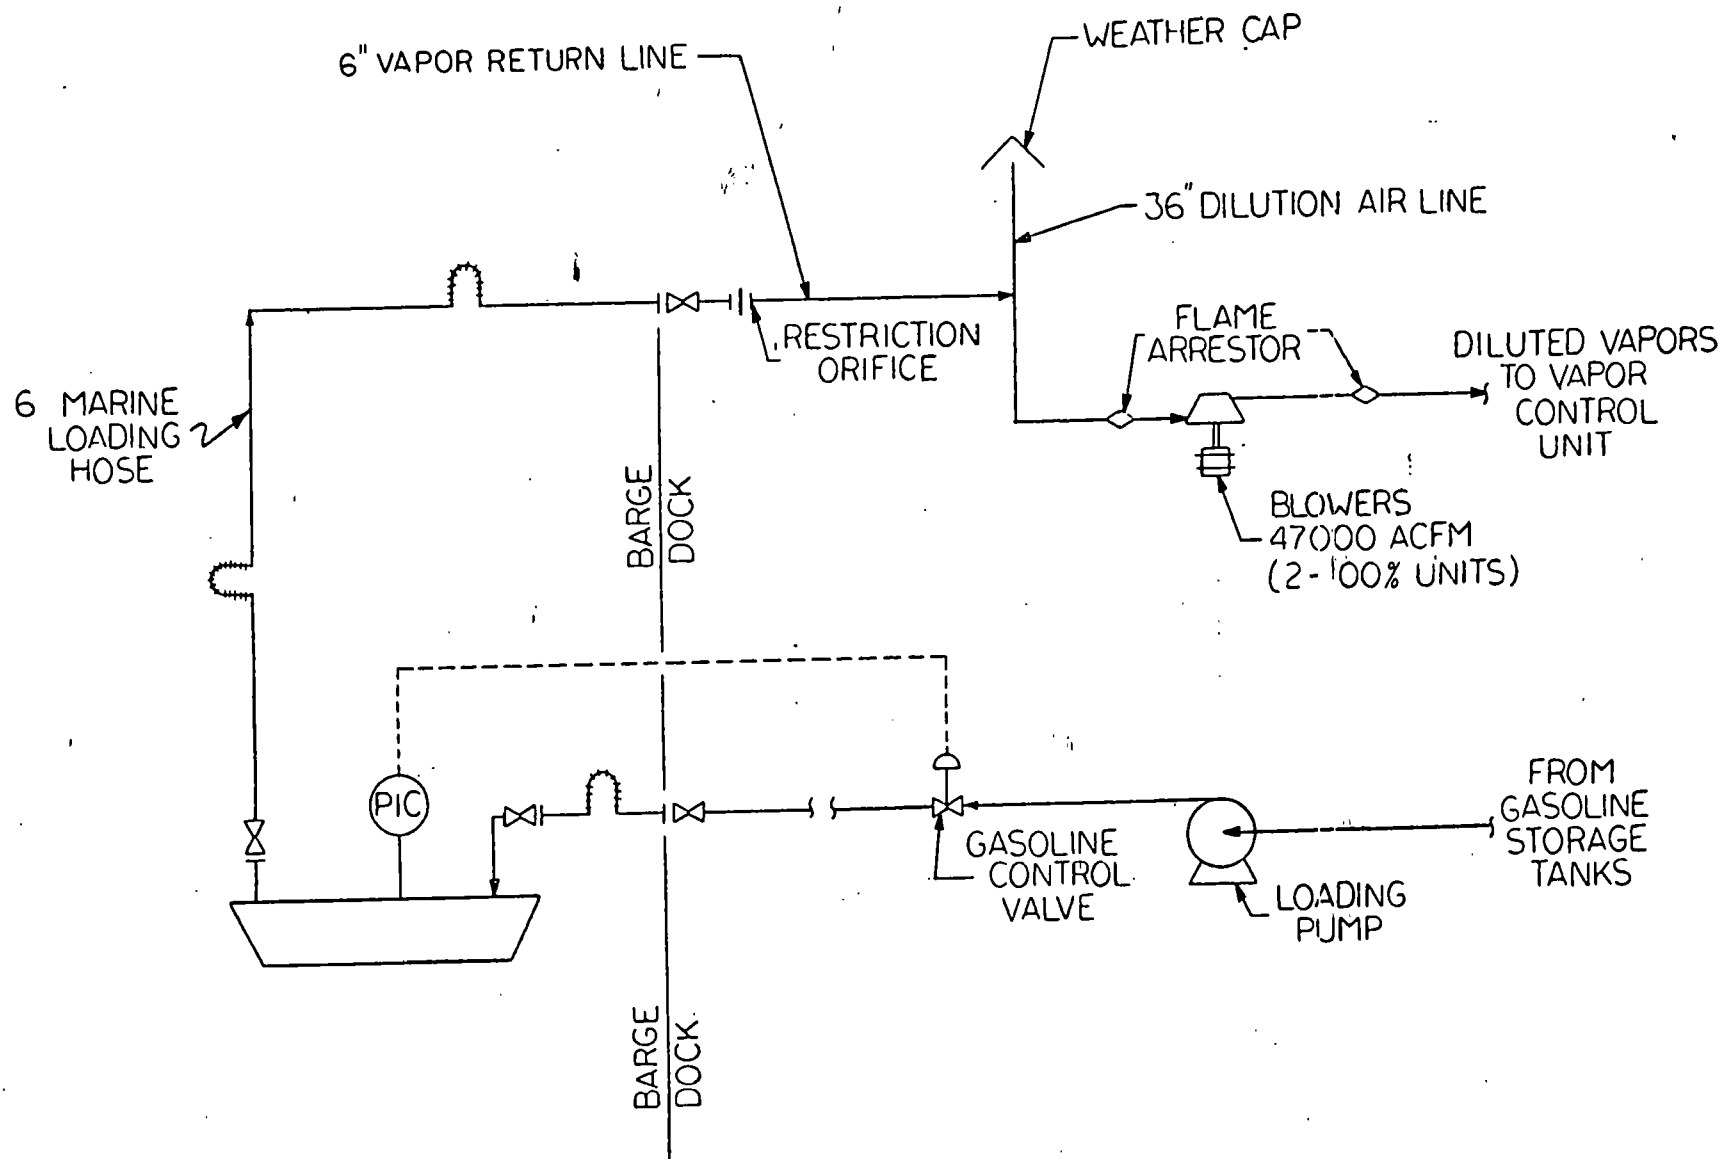 WEATHER CAP
6" VAPOR RETURN LINE
36" DILUTION AIR LINE
FLAME
ARRESTOR
RESTRICTION
ORIFICE
DILUTED VAPORS
TO VAPOR
CONTROL
UNIT
6 MARINE
LOADING
HOSE
BARGE
DOCK
BLOWERS
47000 ACFM
(2-100% UNITS)
PIC
FROM
GASOLINE
STORAGE
TANKS
GASOLINE
CONTROL
VALVE
LOADING
PUMP
BARGE
DOCK